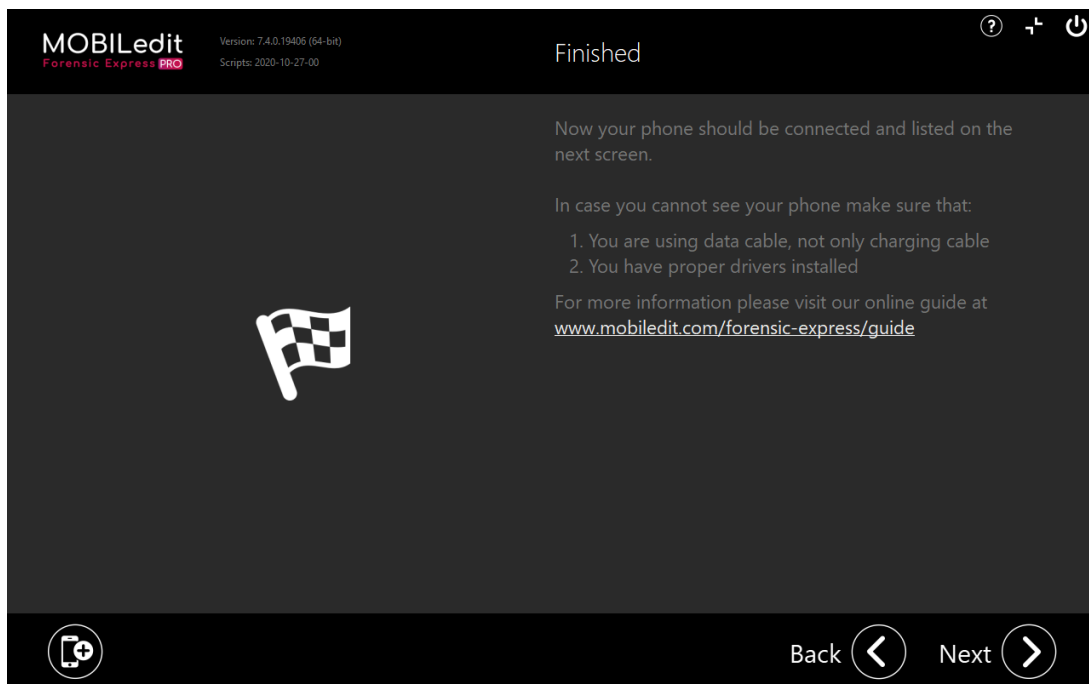 MOBILedit
Forensic Express PRO
Version: 7.4.0.19406 (64-bit)
Scripts: 2020-10-27-00
Finished
?
Now your phone should be connected and listed on the
next screen.
In case you cannot see your phone make sure that:
1. You are using data cable, not only charging cable
2. You have proper drivers installed
For more information please visit our online guide at
www.mobiledit.com/forensic-express/guide
Back
Next